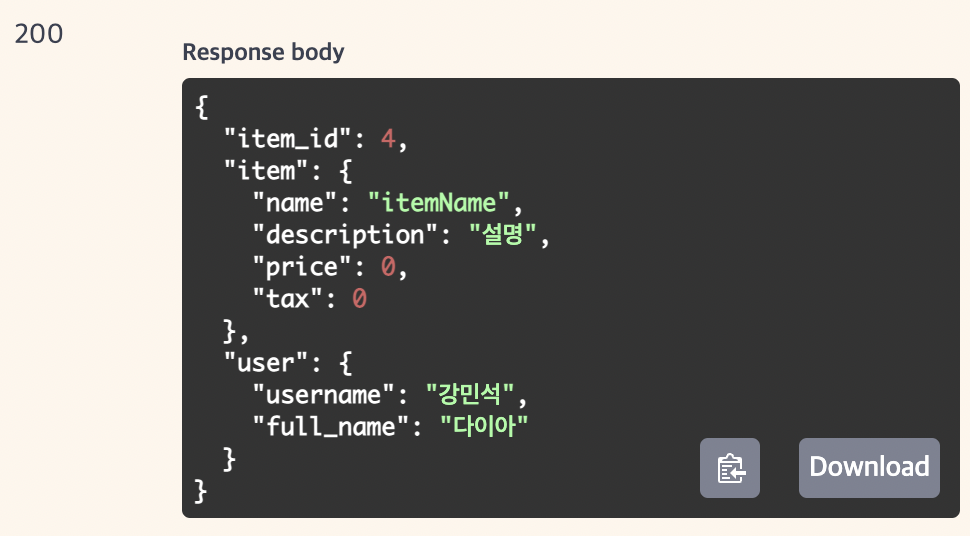 200
Response body
{
  "item_id": 4,
  "item": {
    "name": "itemName",
    "description": "설명",
    "price": 0,
    "tax": 0
  },
  "user": {
    "username": "강민석",
    "full_name": "다이아"
  }
}
Download